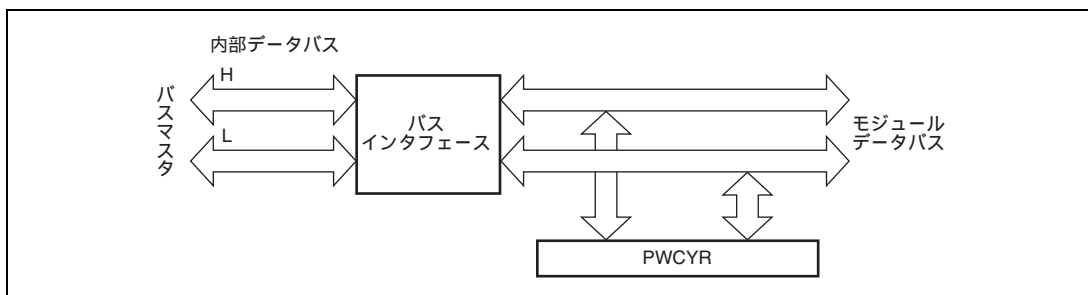 内部データバス
H
L
バスマスタ
バス
インタフェース
モジュール
データバス
PWCYR